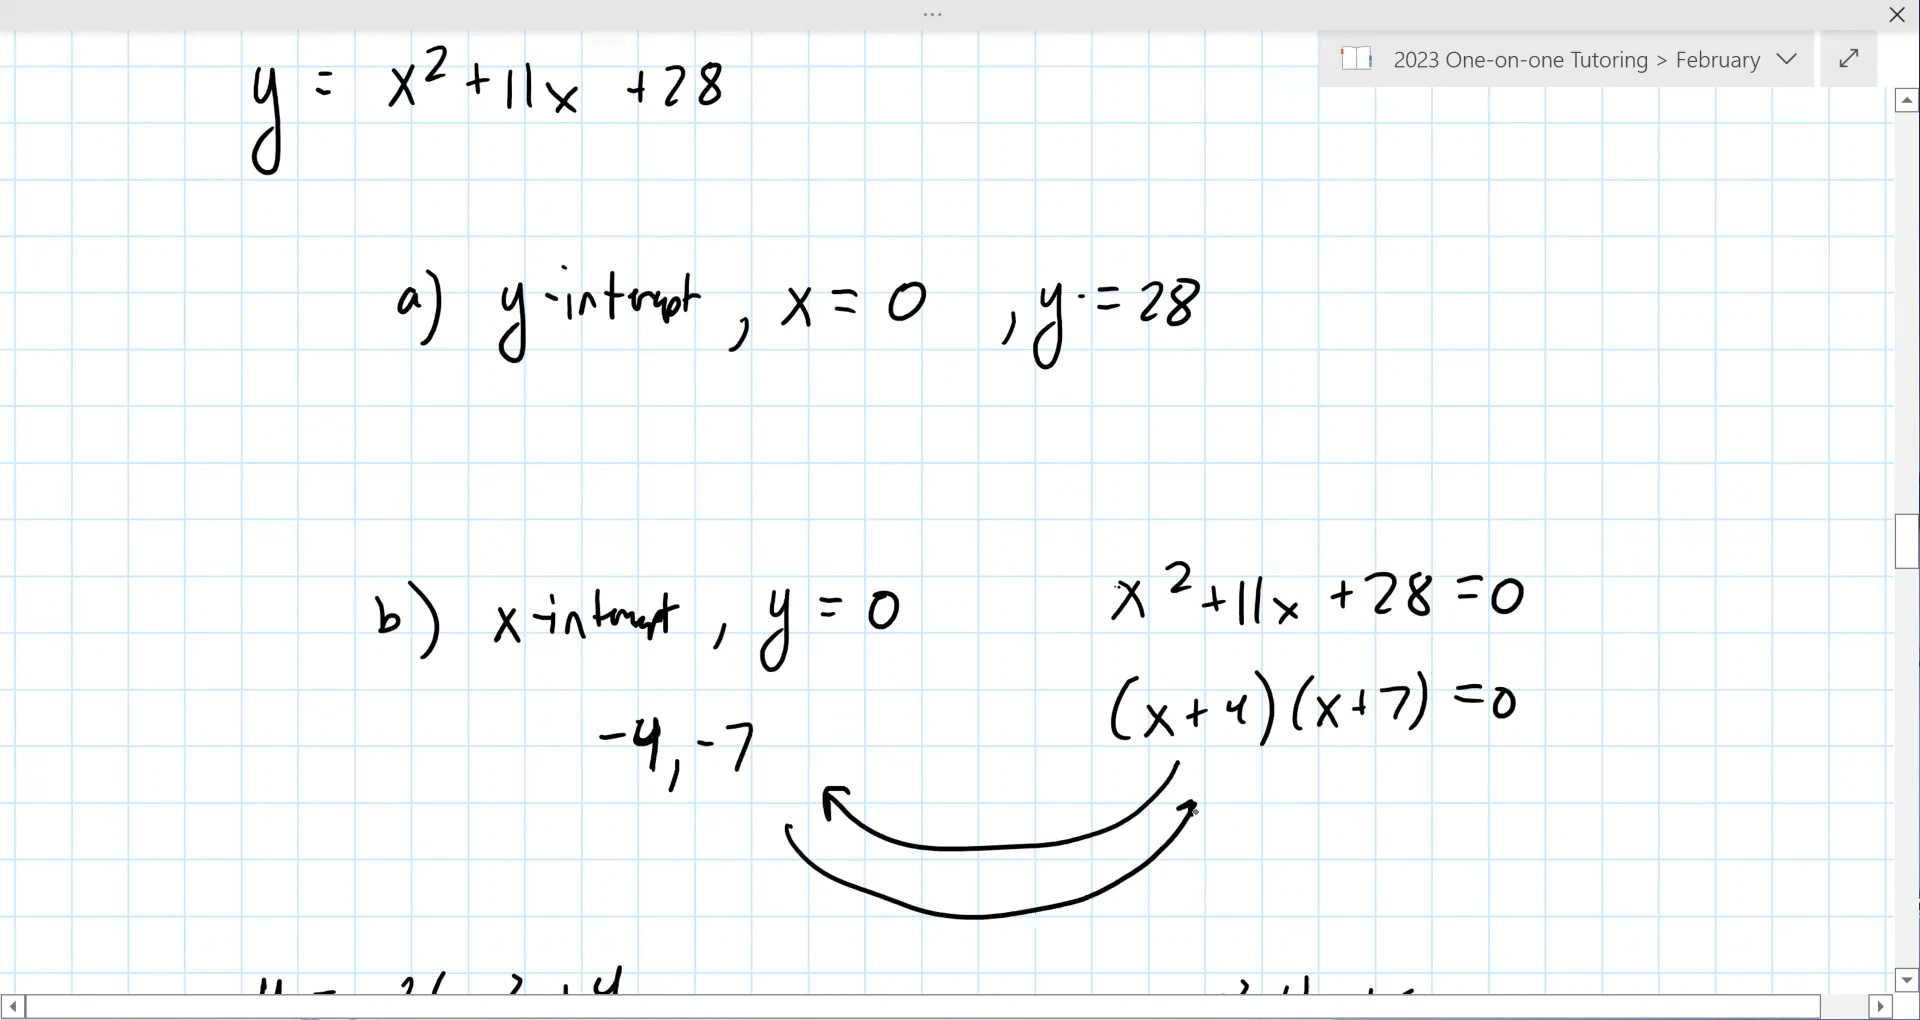 2023 One-on-one Tutoring > February
y = x² + 11x + 28
a) y-intercept, x = 0, y = 28
b) x-intercept, y = 0
x² + 11x + 28 = 0
(x + 4)(x + 7) = 0
-4, -7